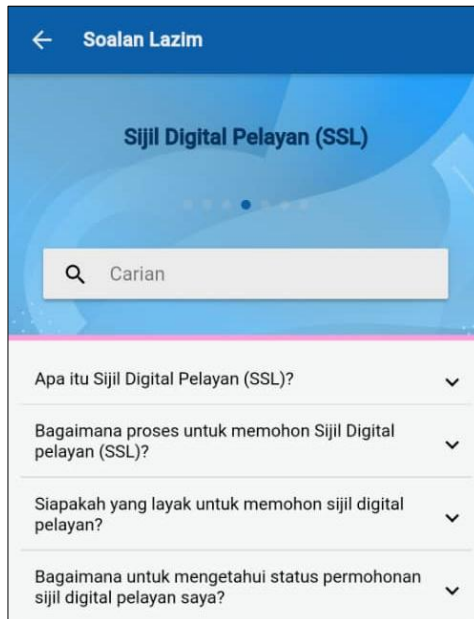 Soalan Lazim
Sijil Digital Pelayan (SSL)
Carian
Apa itu Sijil Digital Pelayan (SSL)?
Bagaimana proses untuk memohon Sijil Digital
pelayan (SSL)?
Siapakah yang layak untuk memohon sijil digital
pelayan?
Bagaimana untuk mengetahui status permohonan
sijil digital pelayan saya?